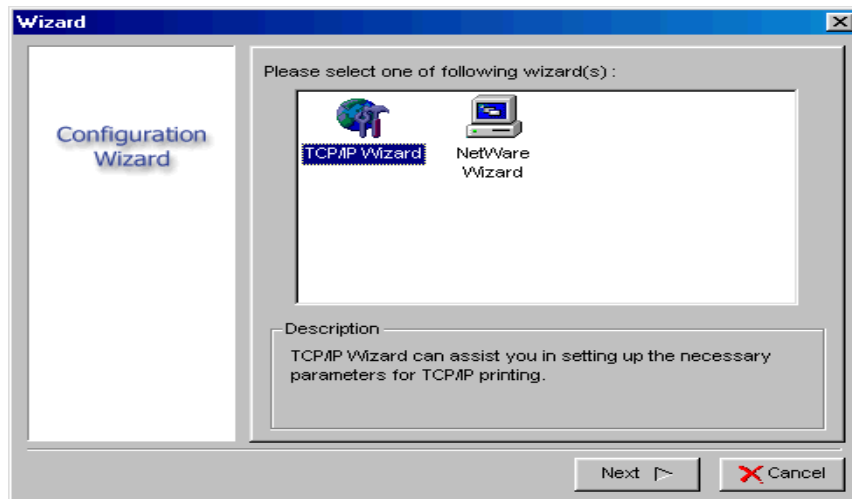 Wizard
Configuration
Wizard
Please select one of following wizard(s) :
TCP/IP Wizard
NetWare
Wizard
Description
TCP/IP Wizard can assist you in setting up the necessary
parameters for TCP/IP printing.
Next
Cancel